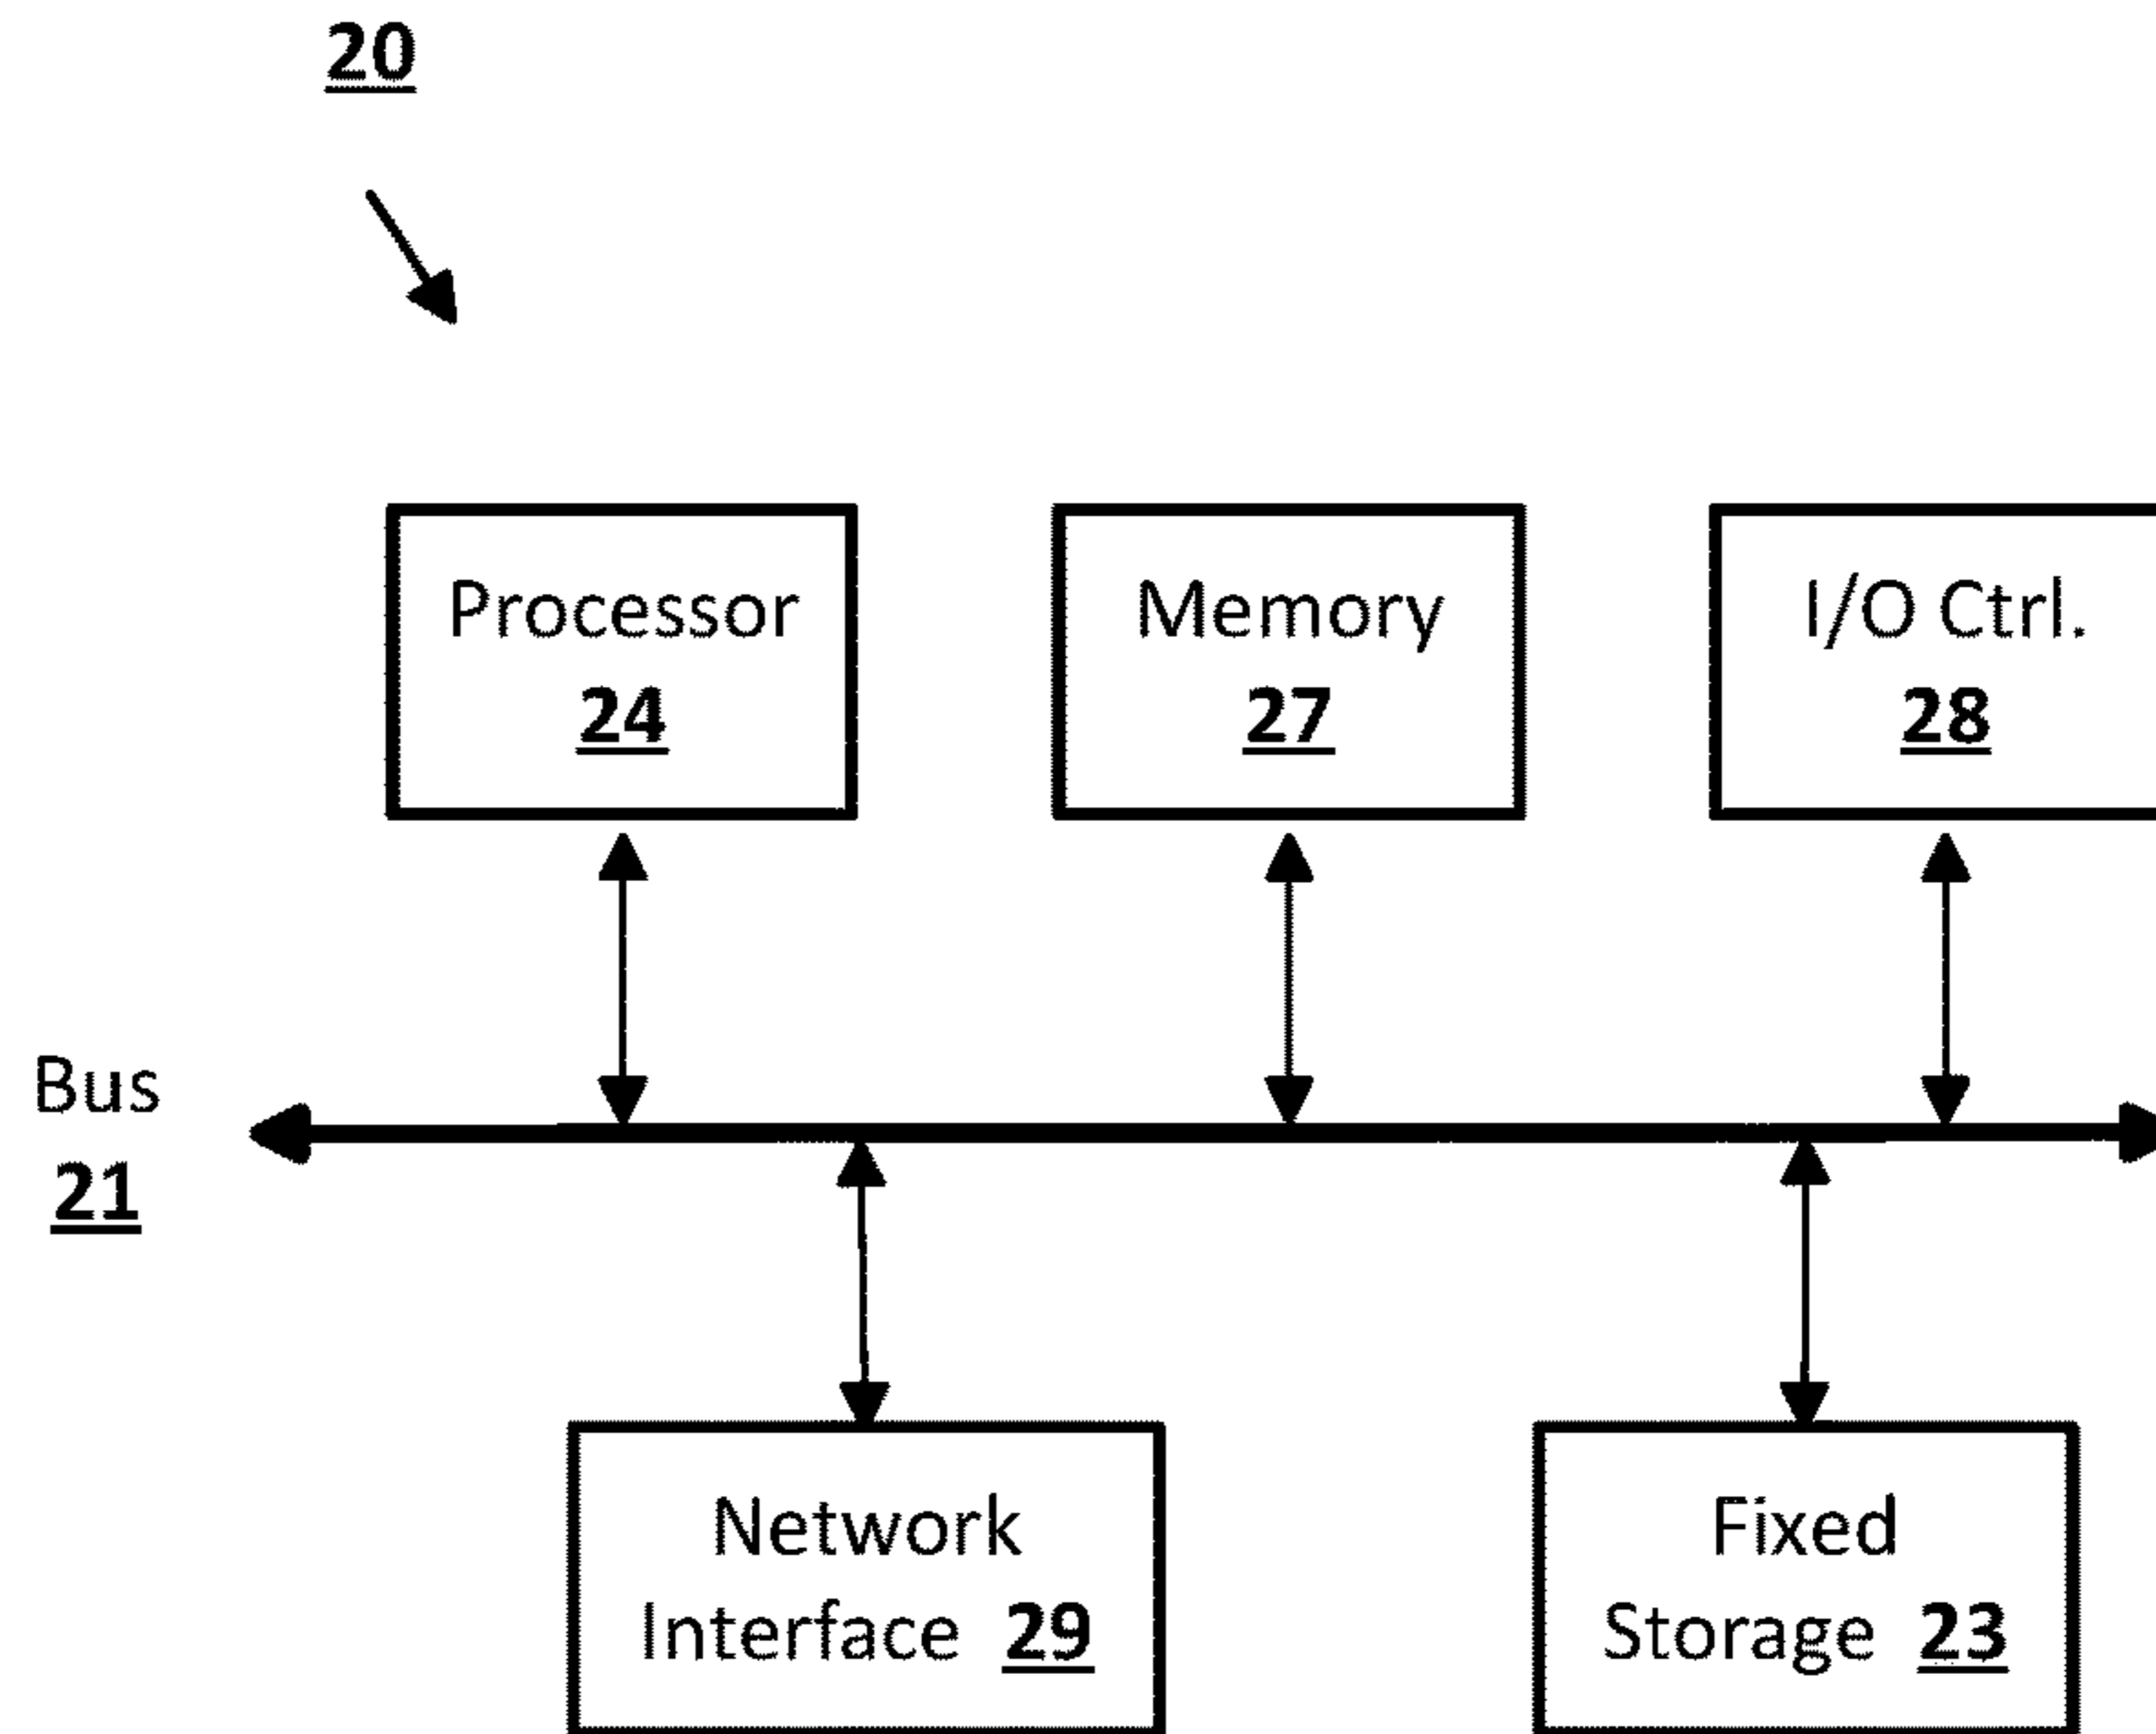 20
Processor
24
Memory
27
I/O Ctrl.
28
Bus
21
Network
Interface 29
Fixed
Storage 23